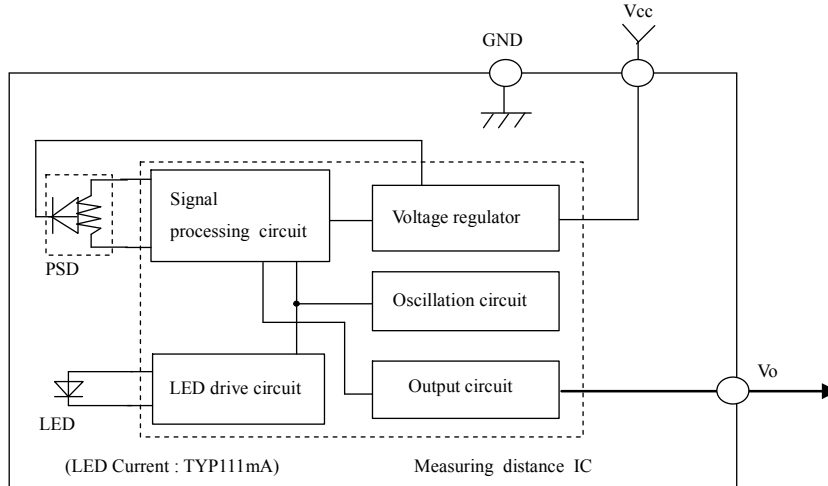 Vcc
GND
Signal
processing circuit
Voltage regulator
PSD
Oscillation circuit
LED drive circuit
Output circuit
Vo
LED
(LED Current : TYP111mA)
Measuring distance IC